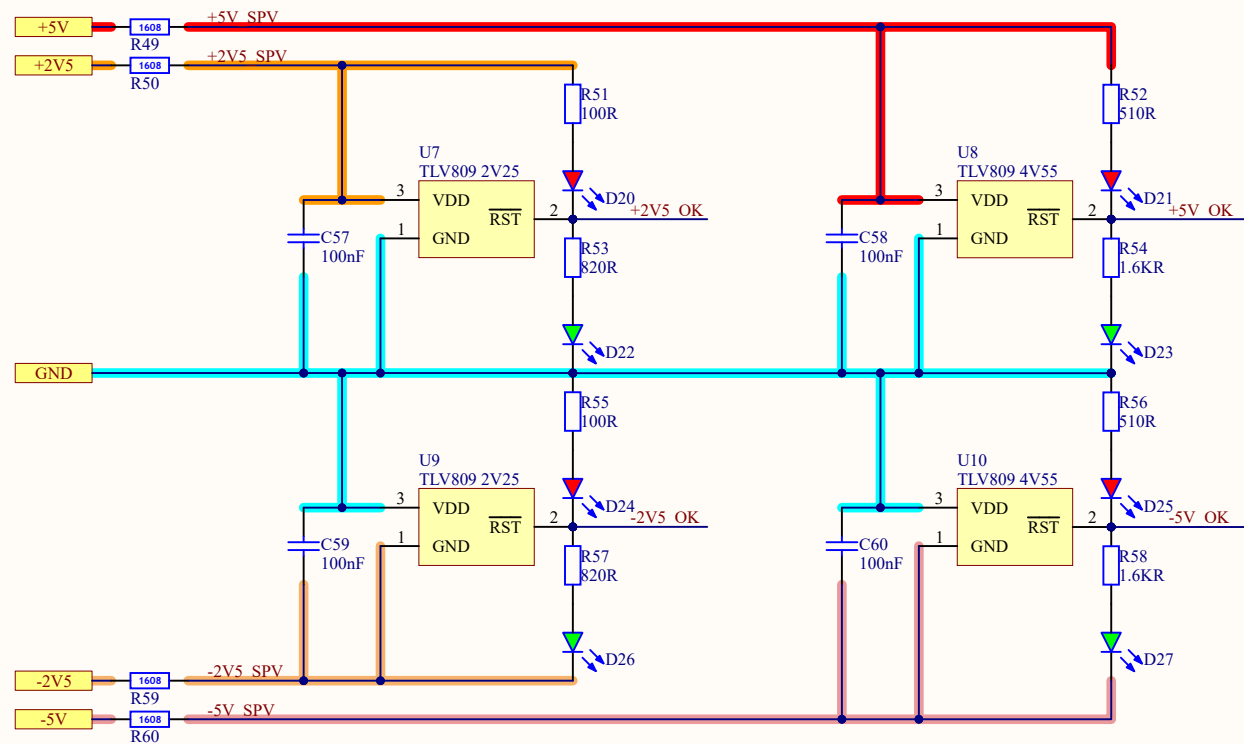 +5V
1608
R49
+5V_SPV
+2V5
1608
R50
+2V5_SPV
R51
100R
R52
510R
U7
TLV809 2V25
3
VDD
RST
2
1
GND
D20
+2V5_OK
C57
100nF
R53
820R
D22
U8
TLV809 4V55
3
VDD
RST
2
1
GND
D21
+5V_OK
C58
100nF
R54
1.6KR
D23
GND
R55
100R
R56
510R
U9
TLV809 2V25
3
VDD
RST
2
1
GND
D24
-2V5_OK
C59
100nF
R57
820R
D26
U10
TLV809 4V55
3
VDD
RST
2
1
GND
D25
-5V_OK
C60
100nF
R58
1.6KR
D27
-2V5
1608
R59
-2V5_SPV
-5V
1608
R60
-5V_SPV